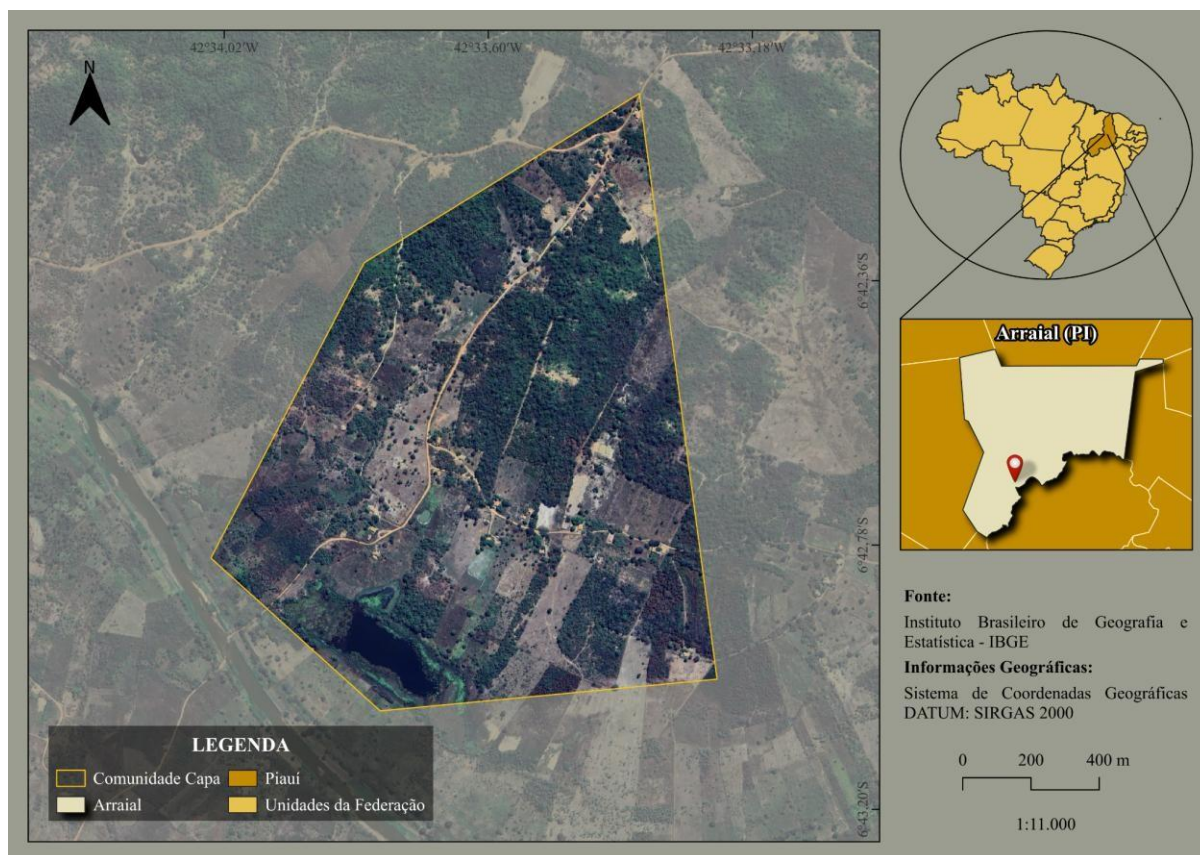 42°34,02'W
42°33,60'W
42°33,18'W
N
6°42,36'S
6°42,78'S
6°43,20'S
Arraial (PI)
LEGENDA
Comunidade Capa
Piauí
Arraial
Unidades da Federação
Fonte:
Instituto Brasileiro de Geografia e
Estatística - IBGE
Informações Geográficas:
Sistema de Coordenadas Geográficas
DATUM: SIRGAS 2000
0 200 400 m
1:11.000